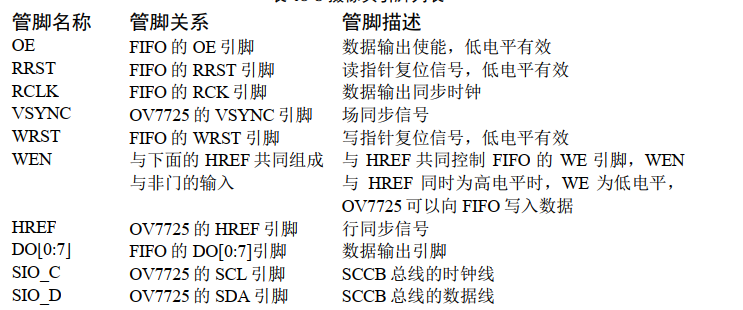 管脚名称 管脚关系 管脚描述
OE FIFO 的 OE 引脚 数据输出使能，低电平有效
RRST FIFO 的 RRST 引脚 读指针复位信号，低电平有效
RCLK FIFO 的 RCK 引脚 数据输出同步时钟
VSYNC OV7725 的 VSYNC 引脚 场同步信号
WRST FIFO 的 WRST 引脚 写指针复位信号，低电平有效
WEN 与下面的 HREF 共同组成 与 HREF 共同控制 FIFO 的 WE 引脚，WEN
与非门的输入 与 HREF 同时为高电平时，WE 为低电平，
OV7725 可以向 FIFO 写入数据
HREF OV7725 的 HREF 引脚 行同步信号
DO[0:7] FIFO 的 DO[0:7]引脚 数据输出引脚
SIO_C OV7725 的 SCL 引脚 SCCB 总线的时钟线
SIO_D OV7725 的 SDA 引脚 SCCB 总线的数据线